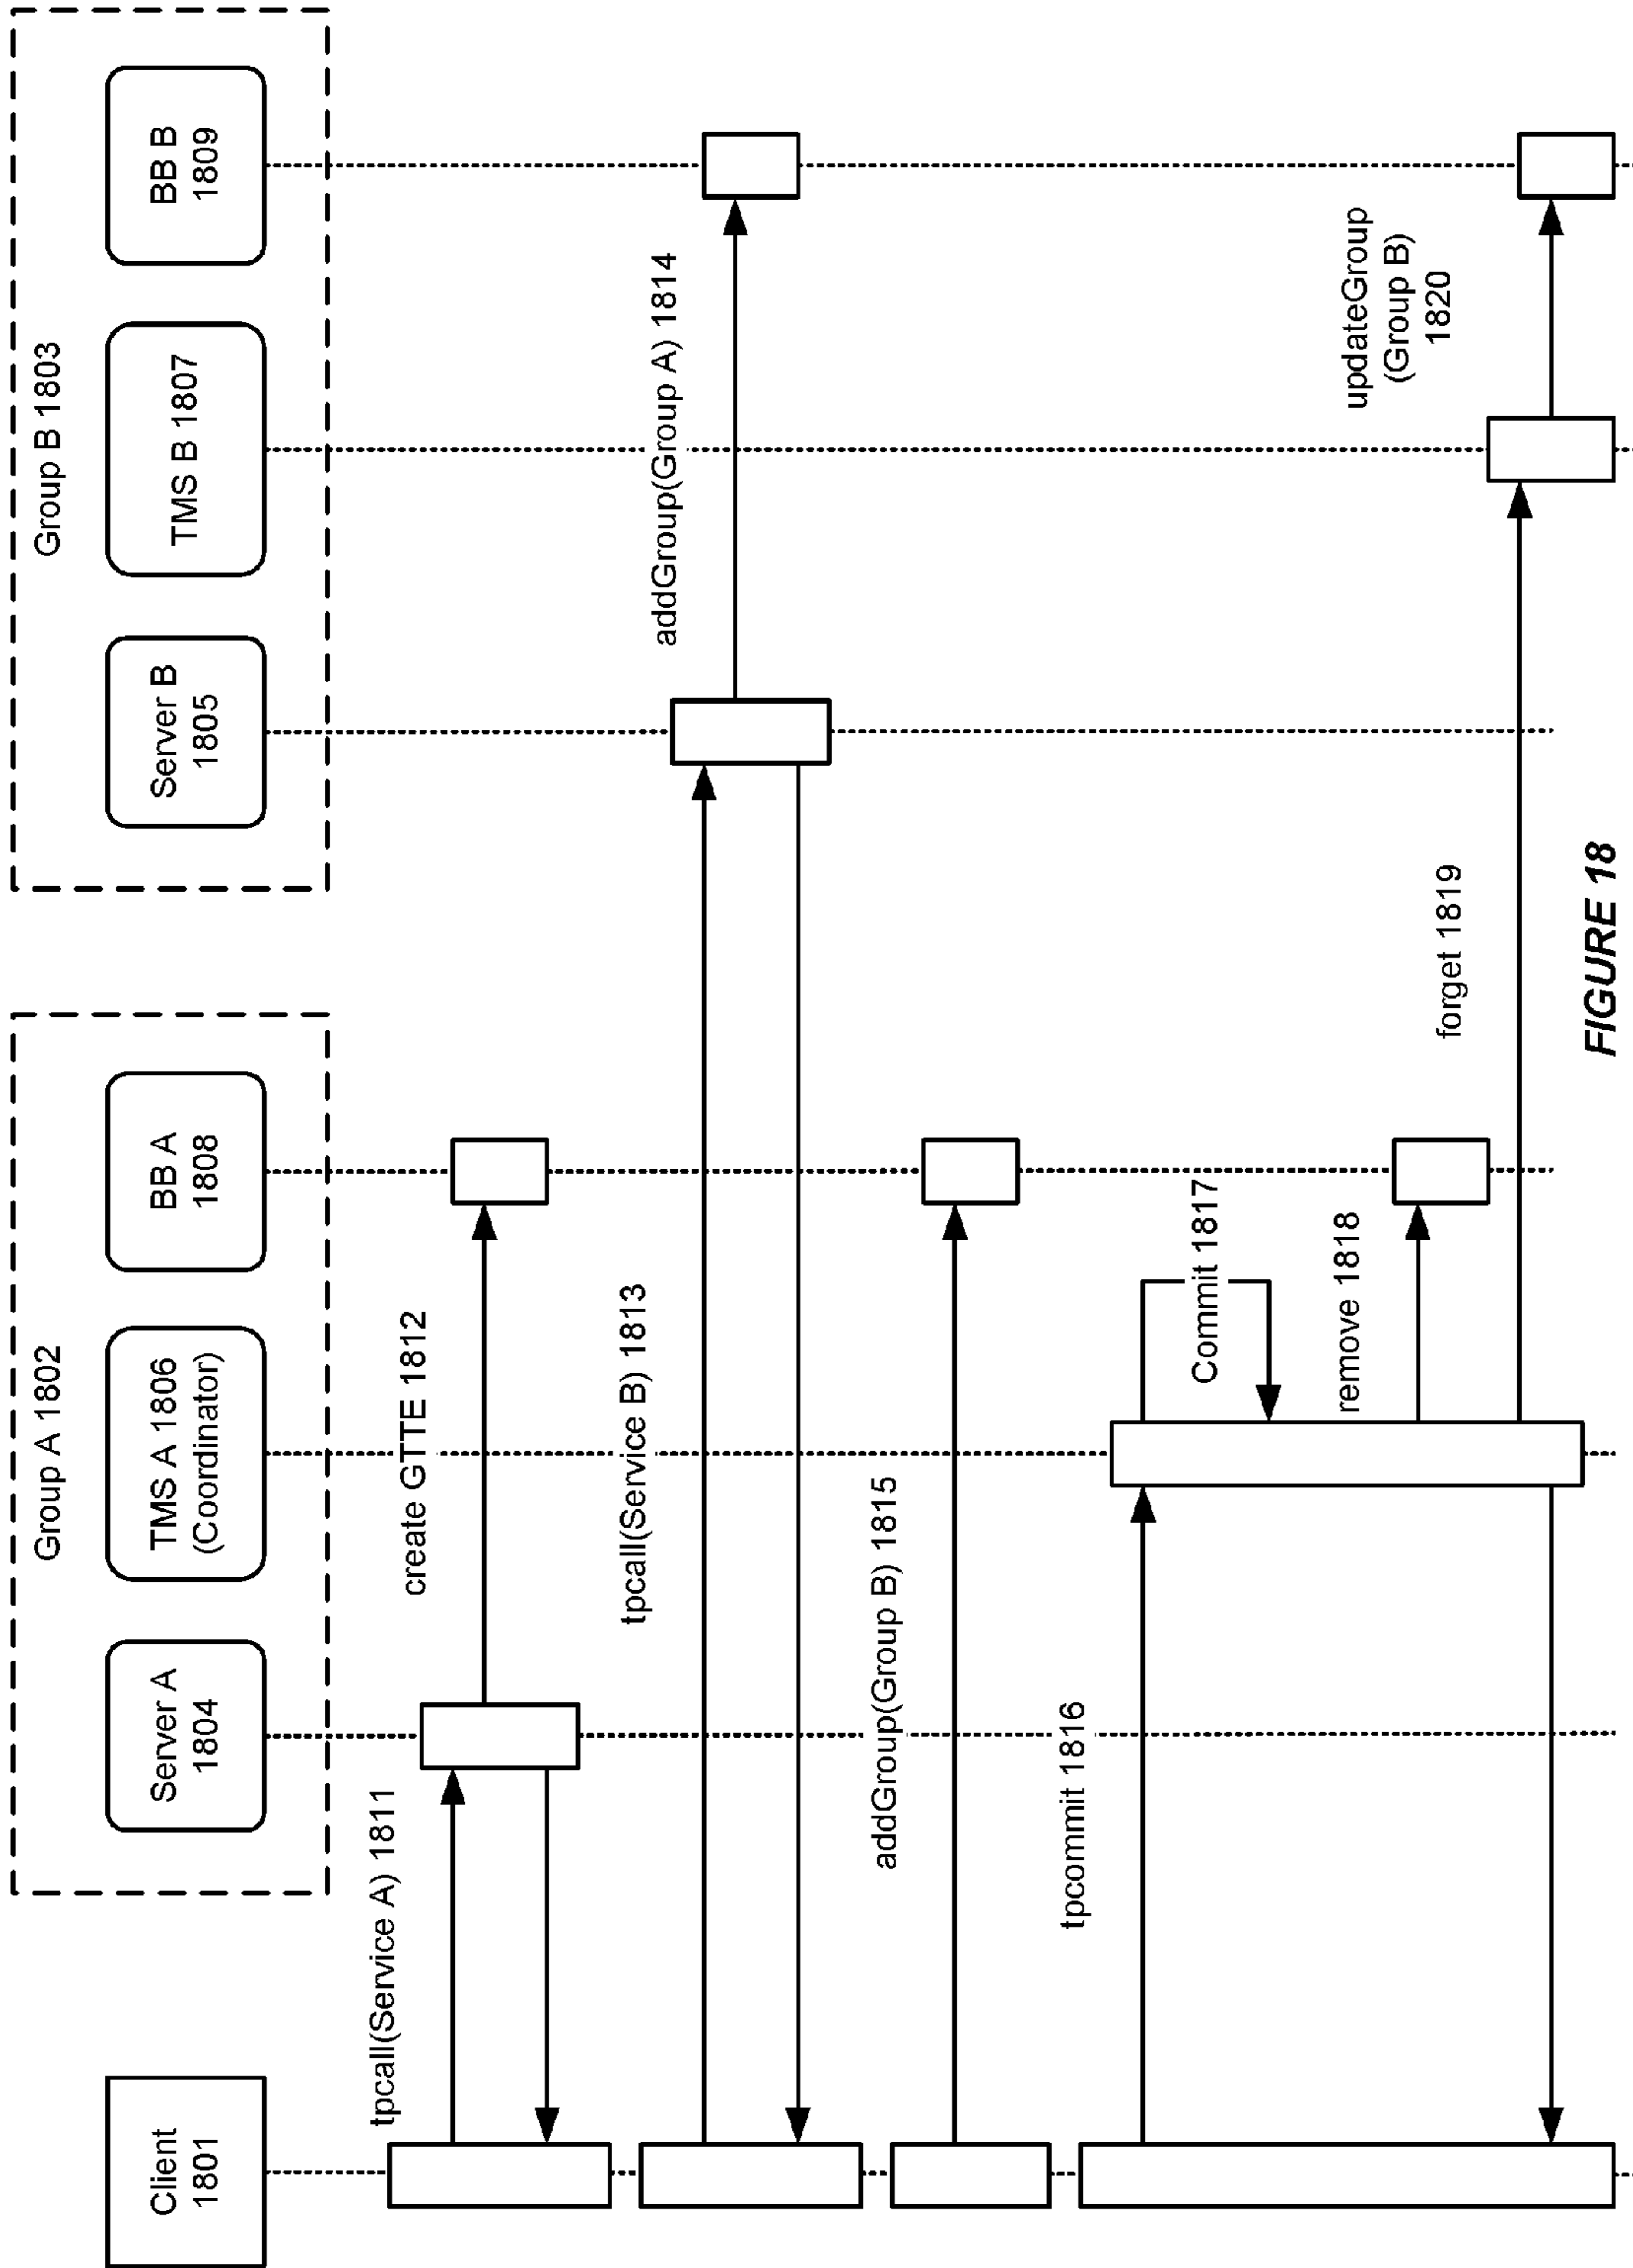 Group A 1802
Group B 1803
Client
1801
Server A
1804
TMS A 1806
(Coordinator)
BB A
1808
Server B
1805
TMS B 1807
BB B
1809
tpcall(Service A) 1811
create GTTE 1812
tpcall(Service B) 1813
addGroup(Group A) 1814
addGroup(Group B) 1815
tpcommit 1816
Commit 1817
remove 1818
forget 1819
updateGroup
(Group B)
1820
FIGURE 18